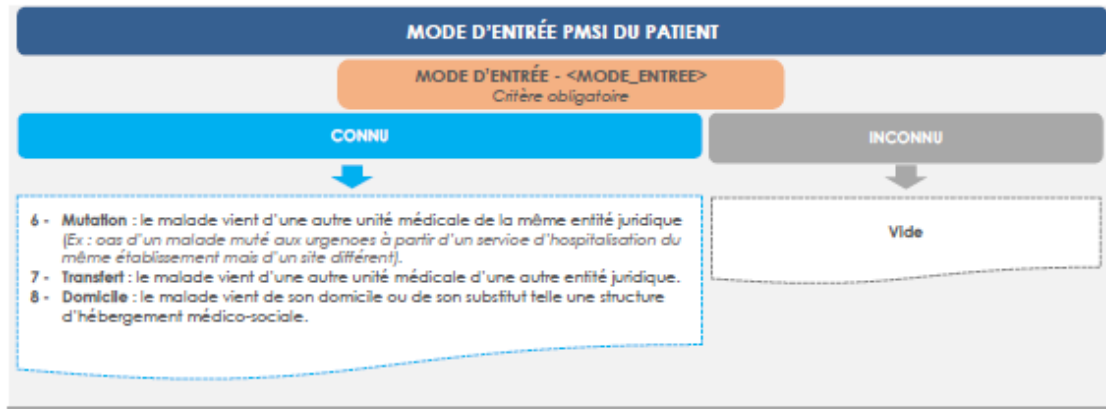 MODE D'ENTRÉE PMSI DU PATIENT
MODE D'ENTRÉE - <MODE_ENTREE>
Critère obligatoire
CONNU
INCONNU
6 - Mutation : le malade vient d'une autre unité médicale de la même entité juridique
(Ex : cas d'un malade muté aux urgences à partir d'un service d'hospitalisation du
même établissement mais d'un site différent).
7 - Transfert : le malade vient d'une autre unité médicale d'une autre entité juridique.
8 - Domicile : le malade vient de son domicile ou de son substitut telle une structure
d'hébergement médico-sociale.
Vide